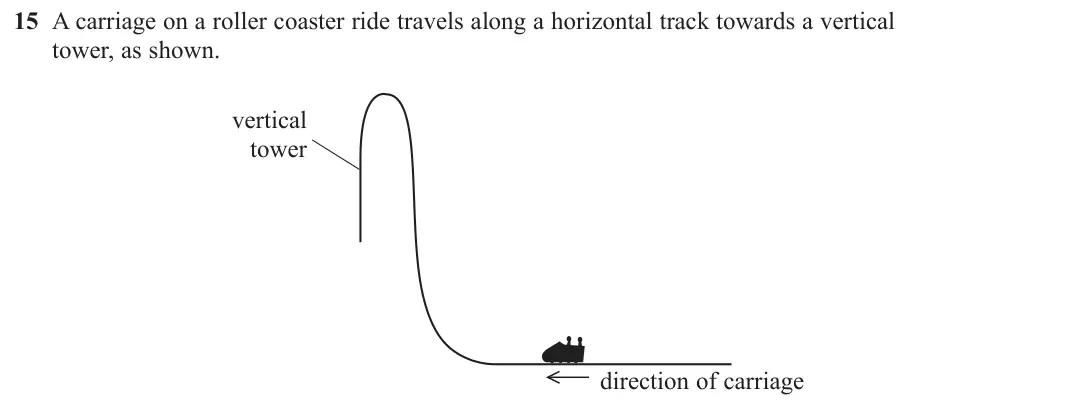 15 A carriage on a roller coaster ride travels along a horizontal track towards a vertical
tower, as shown.
vertical
tower
direction of carriage